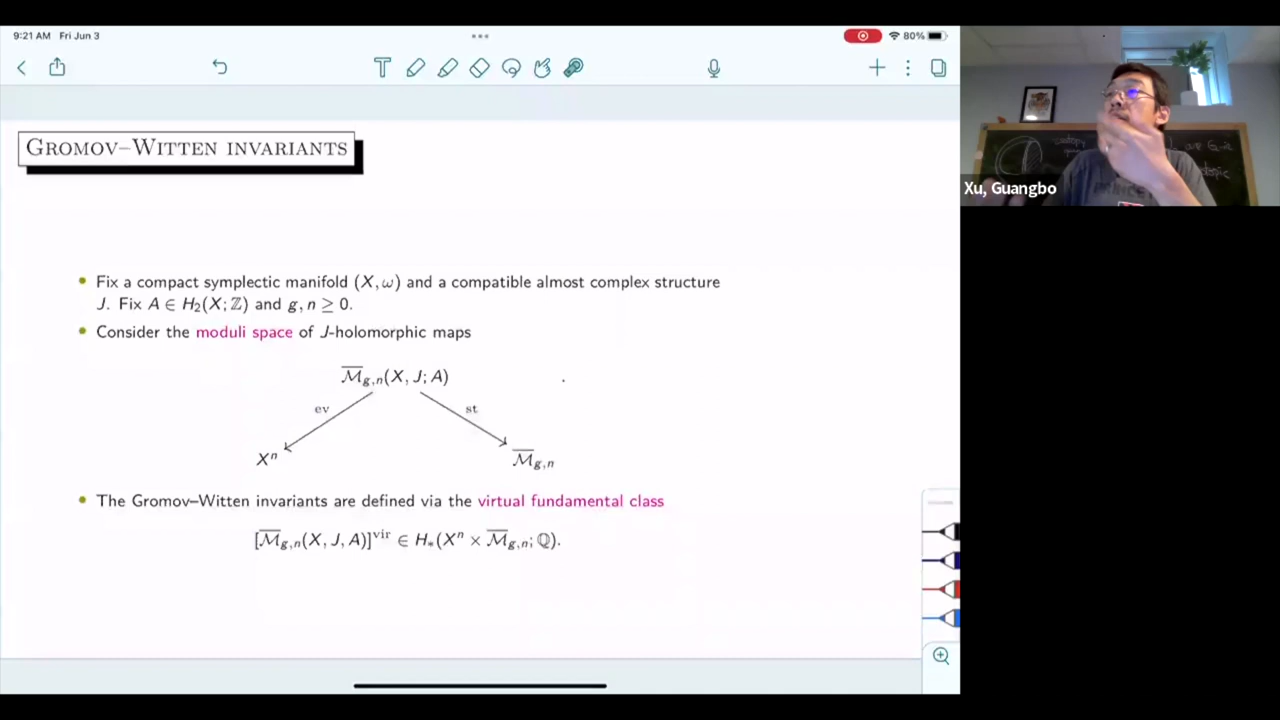 9:21 AM Fri Jun 3
80%
GROMOV–WITTEN INVARIANTS
• Fix a compact symplectic manifold (X, ω) and a compatible almost complex structure
J. Fix A ∈ H₂(X; ℤ) and g, n ≥ 0.
• Consider the moduli space of J-holomorphic maps
M̅_{g,n}(X, J; A)
ev
st
Xⁿ
M̅_{g,n}
• The Gromov–Witten invariants are defined via the virtual fundamental class
[M̅_{g,n}(X, J, A)]^{vir} ∈ H_*(Xⁿ × M̅_{g,n}; ℚ).
Xu, Guangbo